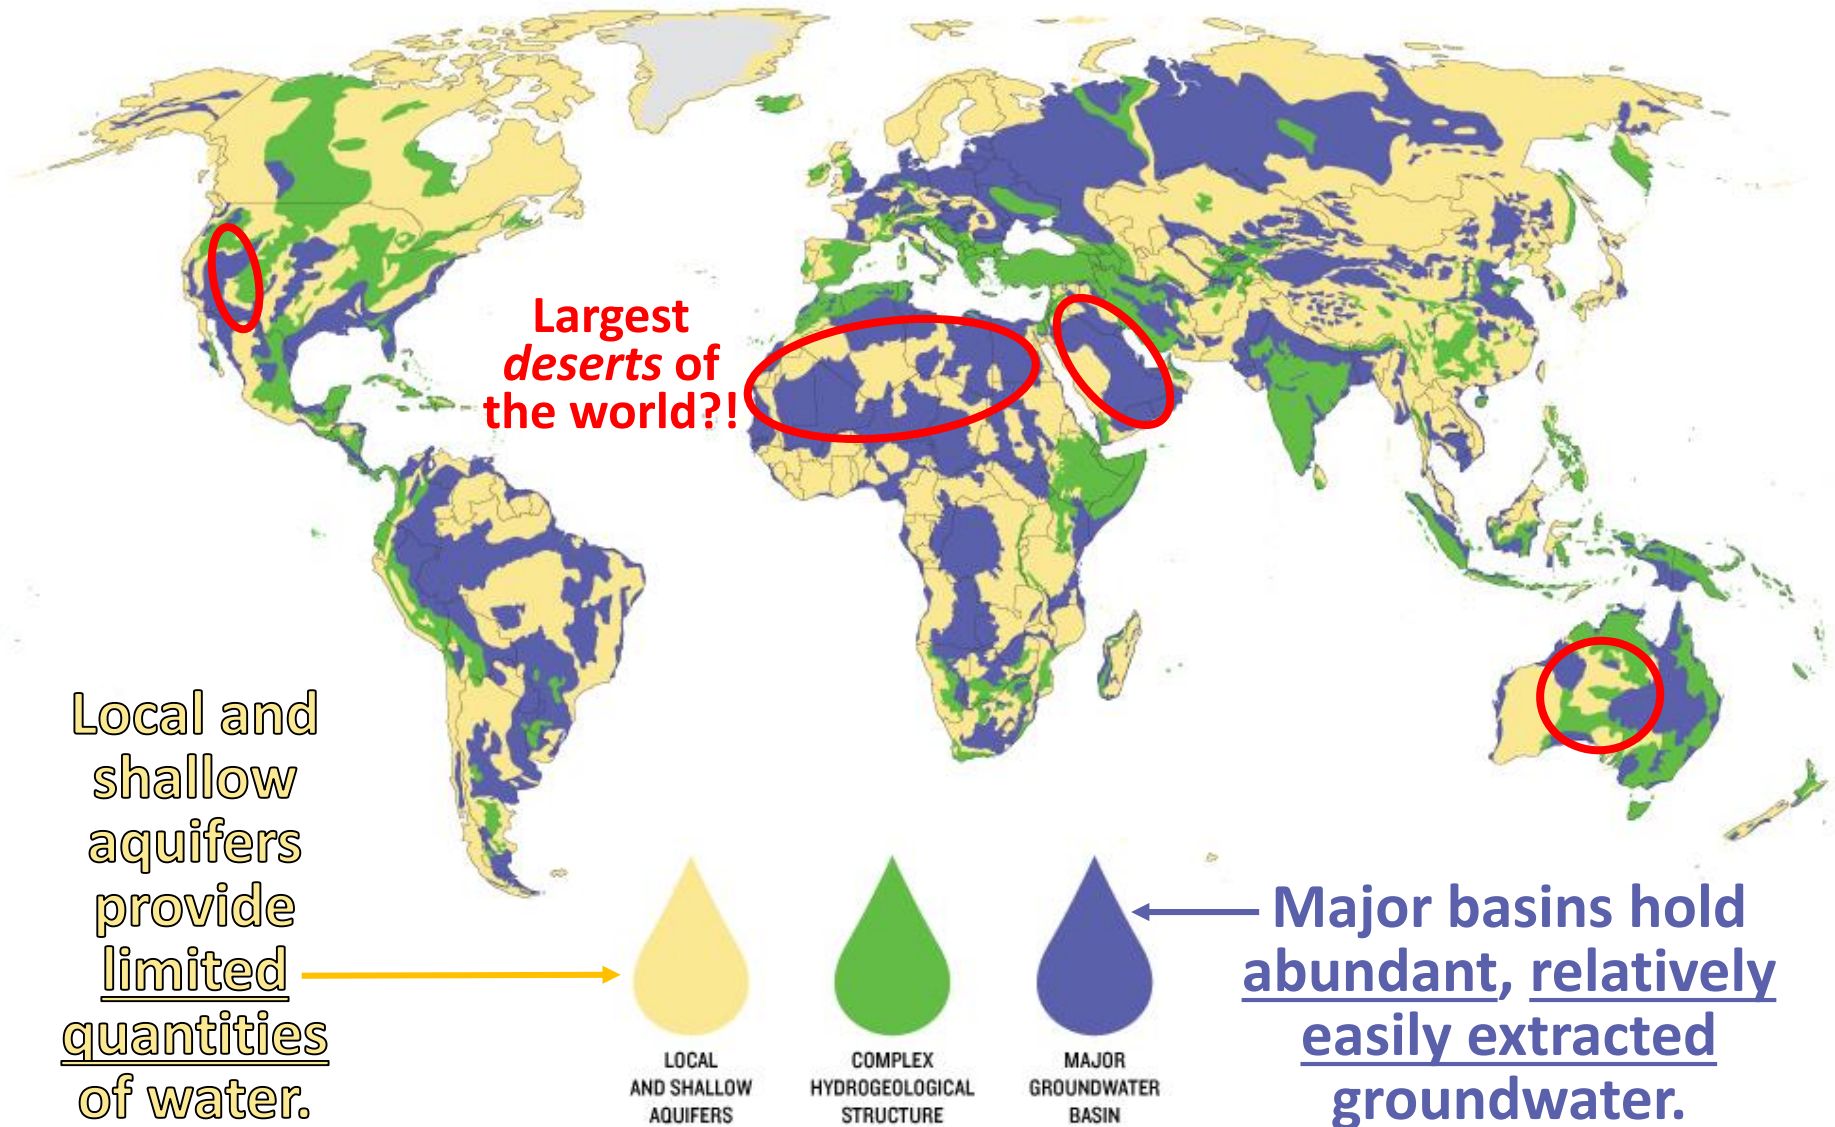 Largest
deserts of
the world?!
Local and
shallow
aquifers
provide
limited
quantities
of water.
LOCAL
AND SHALLOW
AQUIFERS
COMPLEX
HYDROGEOLOGICAL
STRUCTURE
MAJOR
GROUNDWATER
BASIN
Major basins hold
abundant, relatively
easily extracted
groundwater.